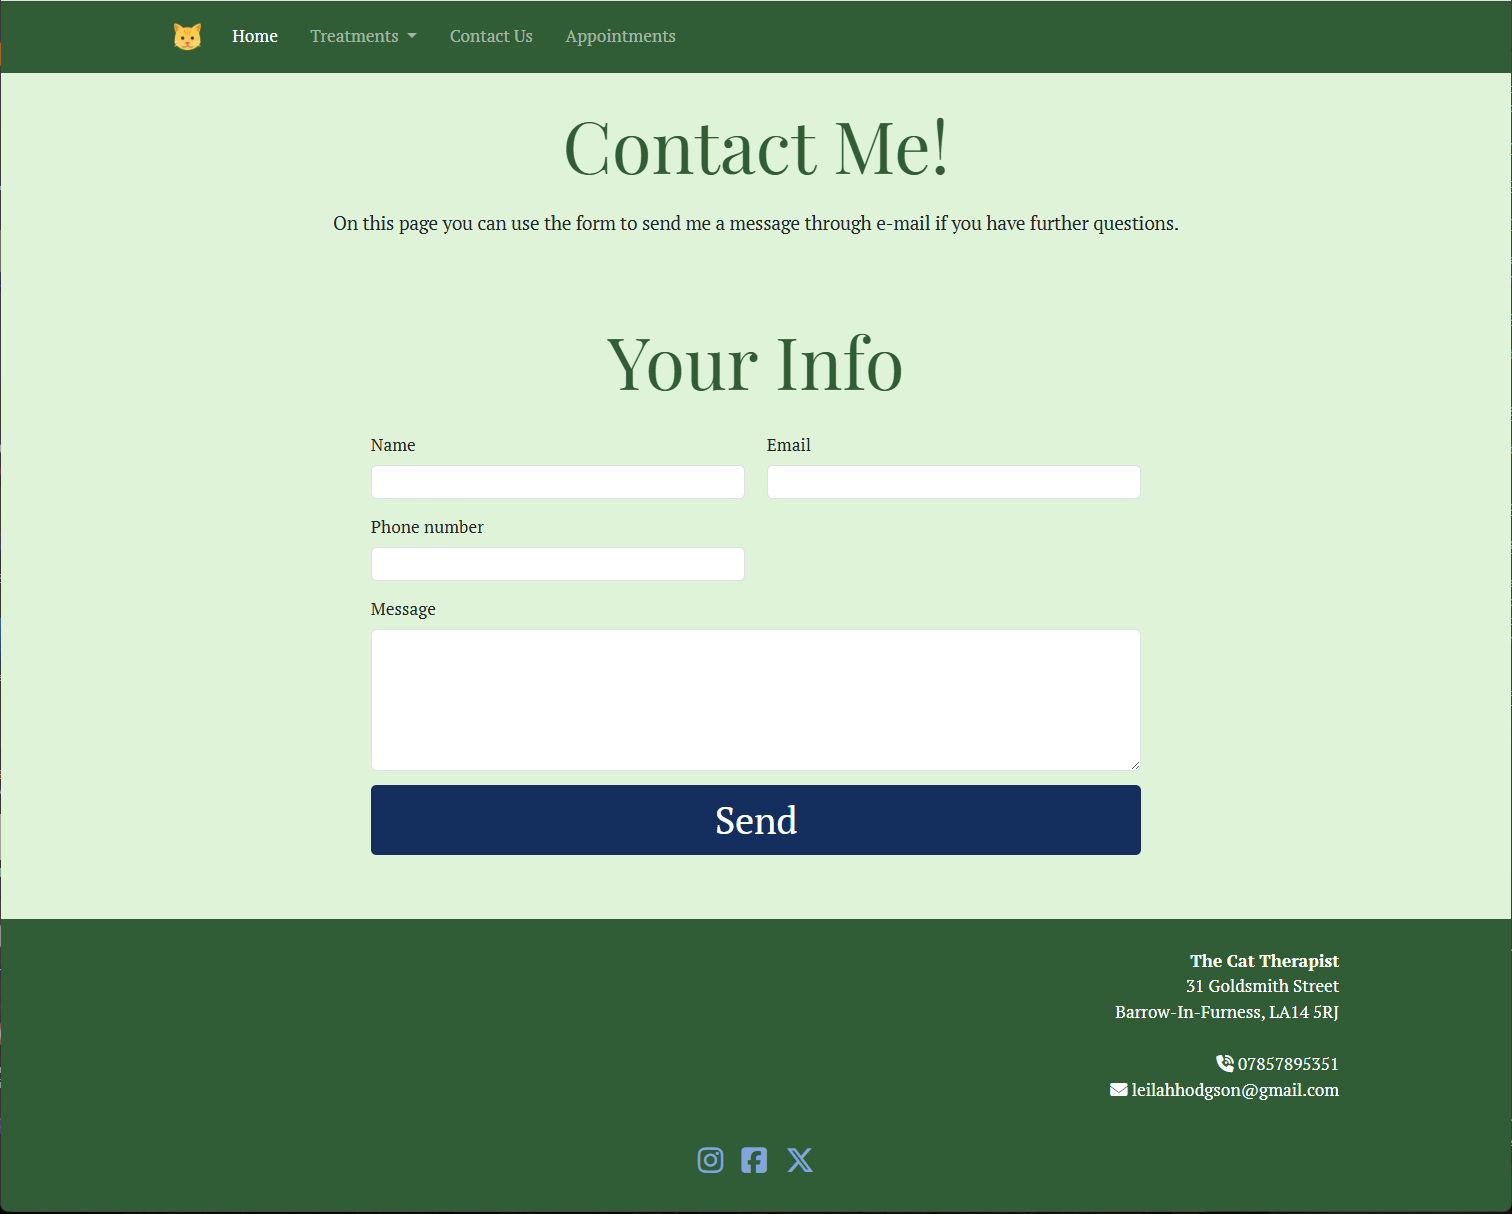 Home Treatments Contact Us Appointments
Contact Me!
On this page you can use the form to send me a message through e-mail if you have further questions.
Your Info
Name Email
Phone number
Message
Send
The Cat Therapist
31 Goldsmith Street
Barrow-In-Furness, LA14 5RJ
07857895351
leilahhodgson@gmail.com